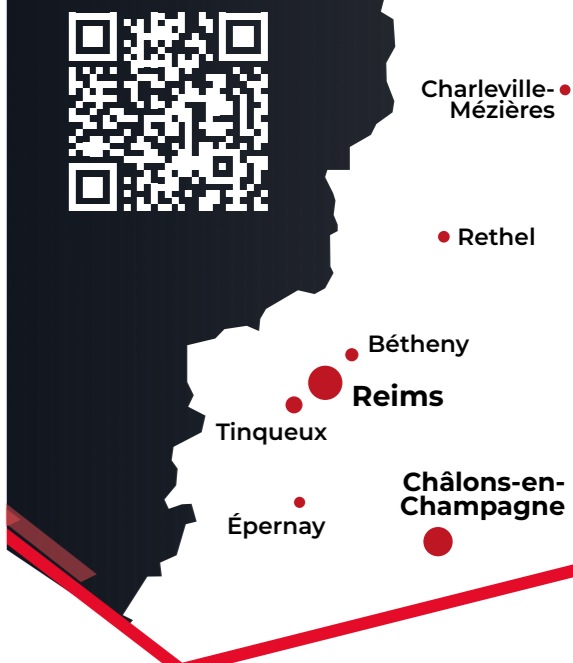 Charleville-
Mézières
Rethel
Bétheny
Reims
Tinqueux
Châlons-en-
Champagne
Épernay